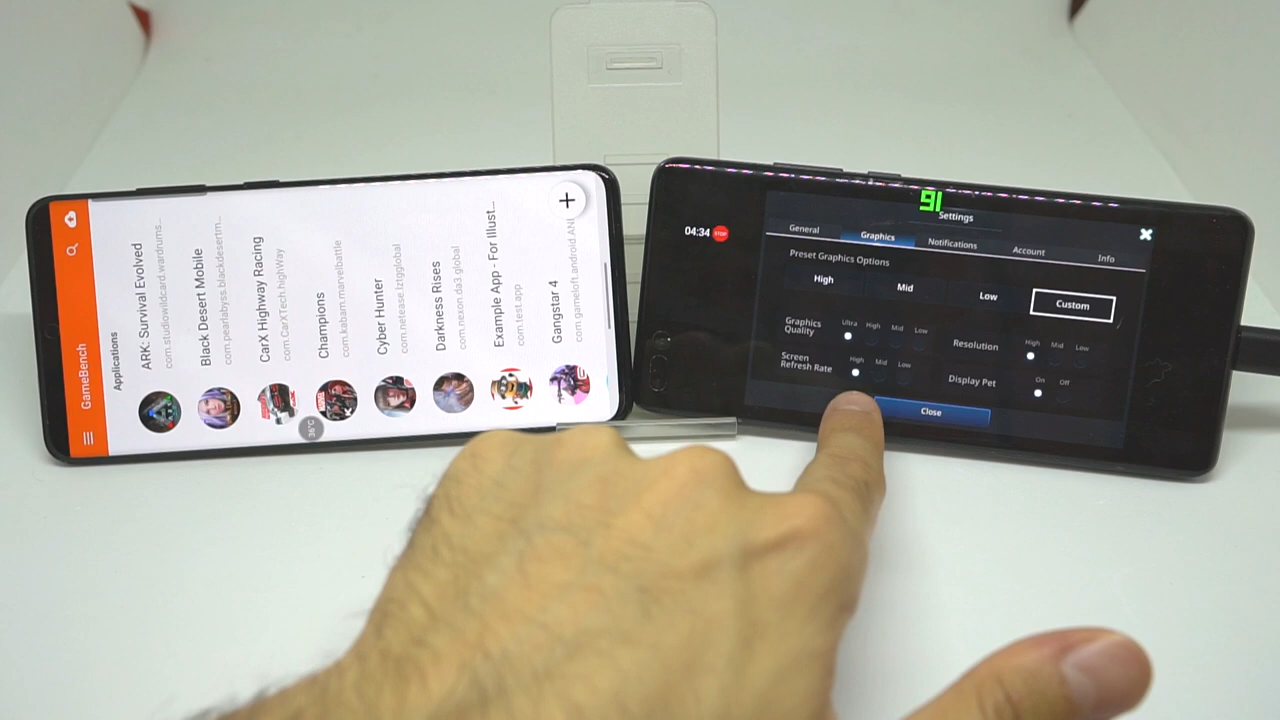 GameBench
Applications
ARK: Survival Evolved
com.studiowildcard.wardrums...
Black Desert Mobile
com.pearlabyss.blackdesertm...
CarX Highway Racing
com.CarXTech.highWay
Champions
com.kabam.marvelbattle
Cyber Hunter
com.netease.lztgglobal
Darkness Rises
com.nexon.da3.global
Example App - For Illust...
com.test.app
Gangstar 4
com.gameloft.android.AN
36°C
04:34 STOP
91
Settings
General Graphics Notifications Account Info
Preset Graphics Options
High Mid Low Custom
Graphics Quality
Ultra High Mid Low
Resolution
High Mid Low
Screen Refresh Rate
High Mid Low
Display Pet
On Off
Close